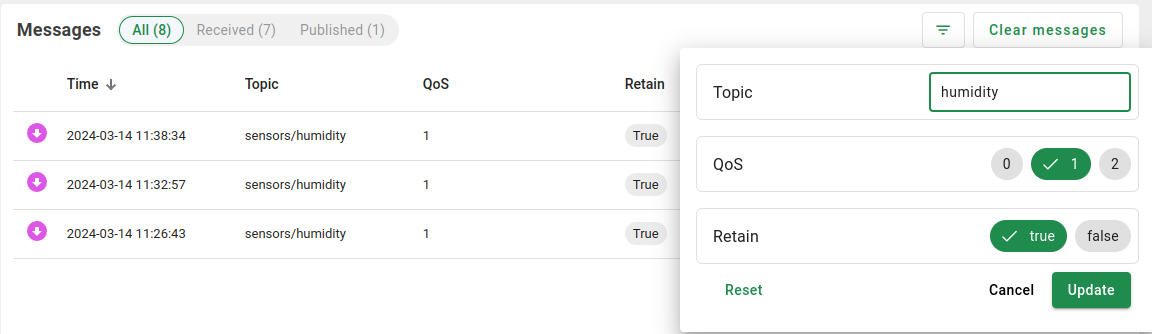 Messages All (8) Received (7) Published (1) Clear messages
Time Topic QoS Retain
2024-03-14 11:38:34 sensors/humidity 1 True
2024-03-14 11:32:57 sensors/humidity 1 True
2024-03-14 11:26:43 sensors/humidity 1 True
Topic humidity
QoS 0 1 2
Retain true false
Reset Cancel Update